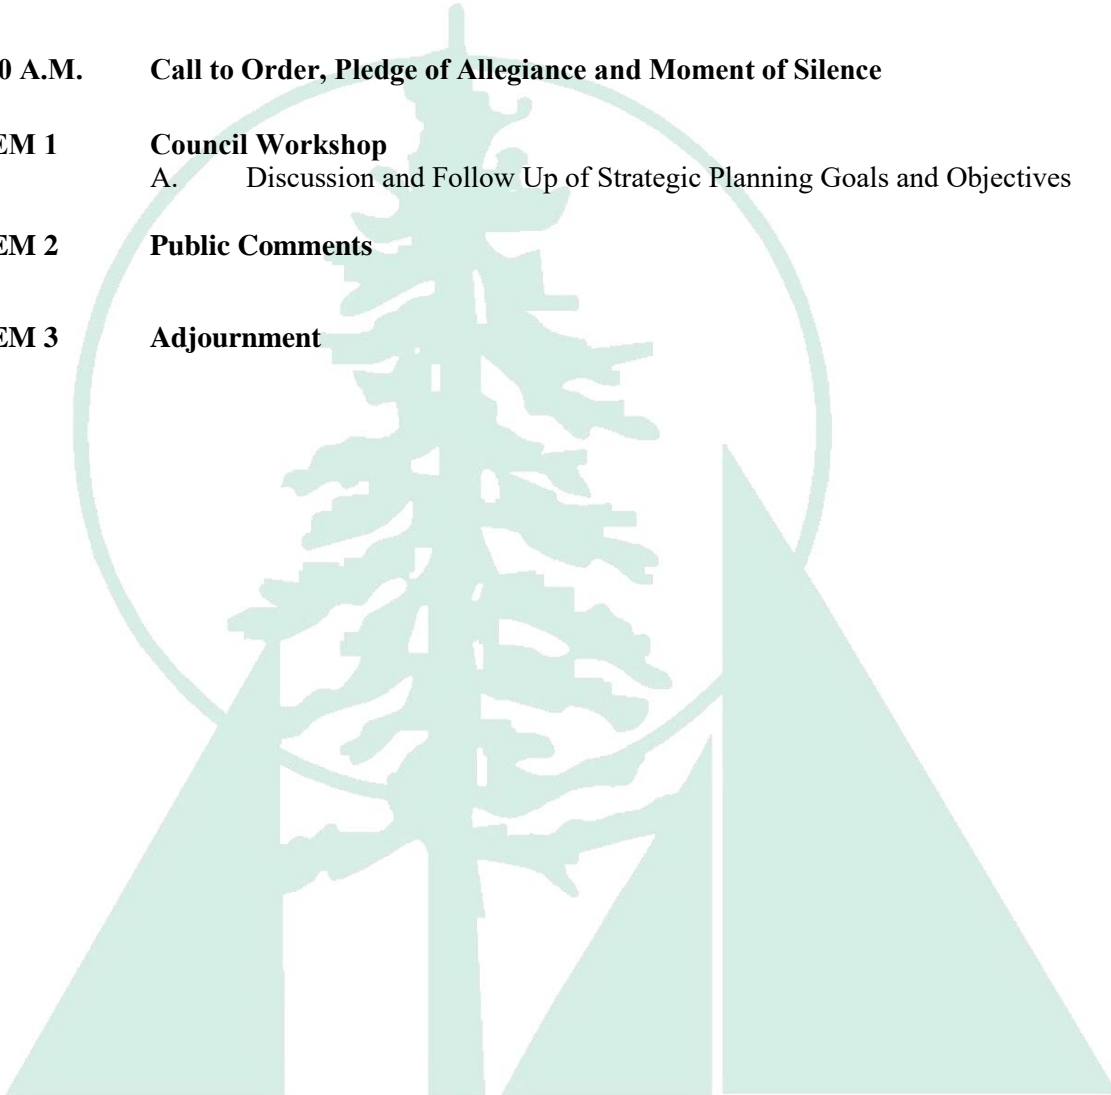 0 A.M. Call to Order, Pledge of Allegiance and Moment of Silence
EM 1 Council Workshop
A. Discussion and Follow Up of Strategic Planning Goals and Objectives
EM 2 Public Comments
EM 3 Adjournment